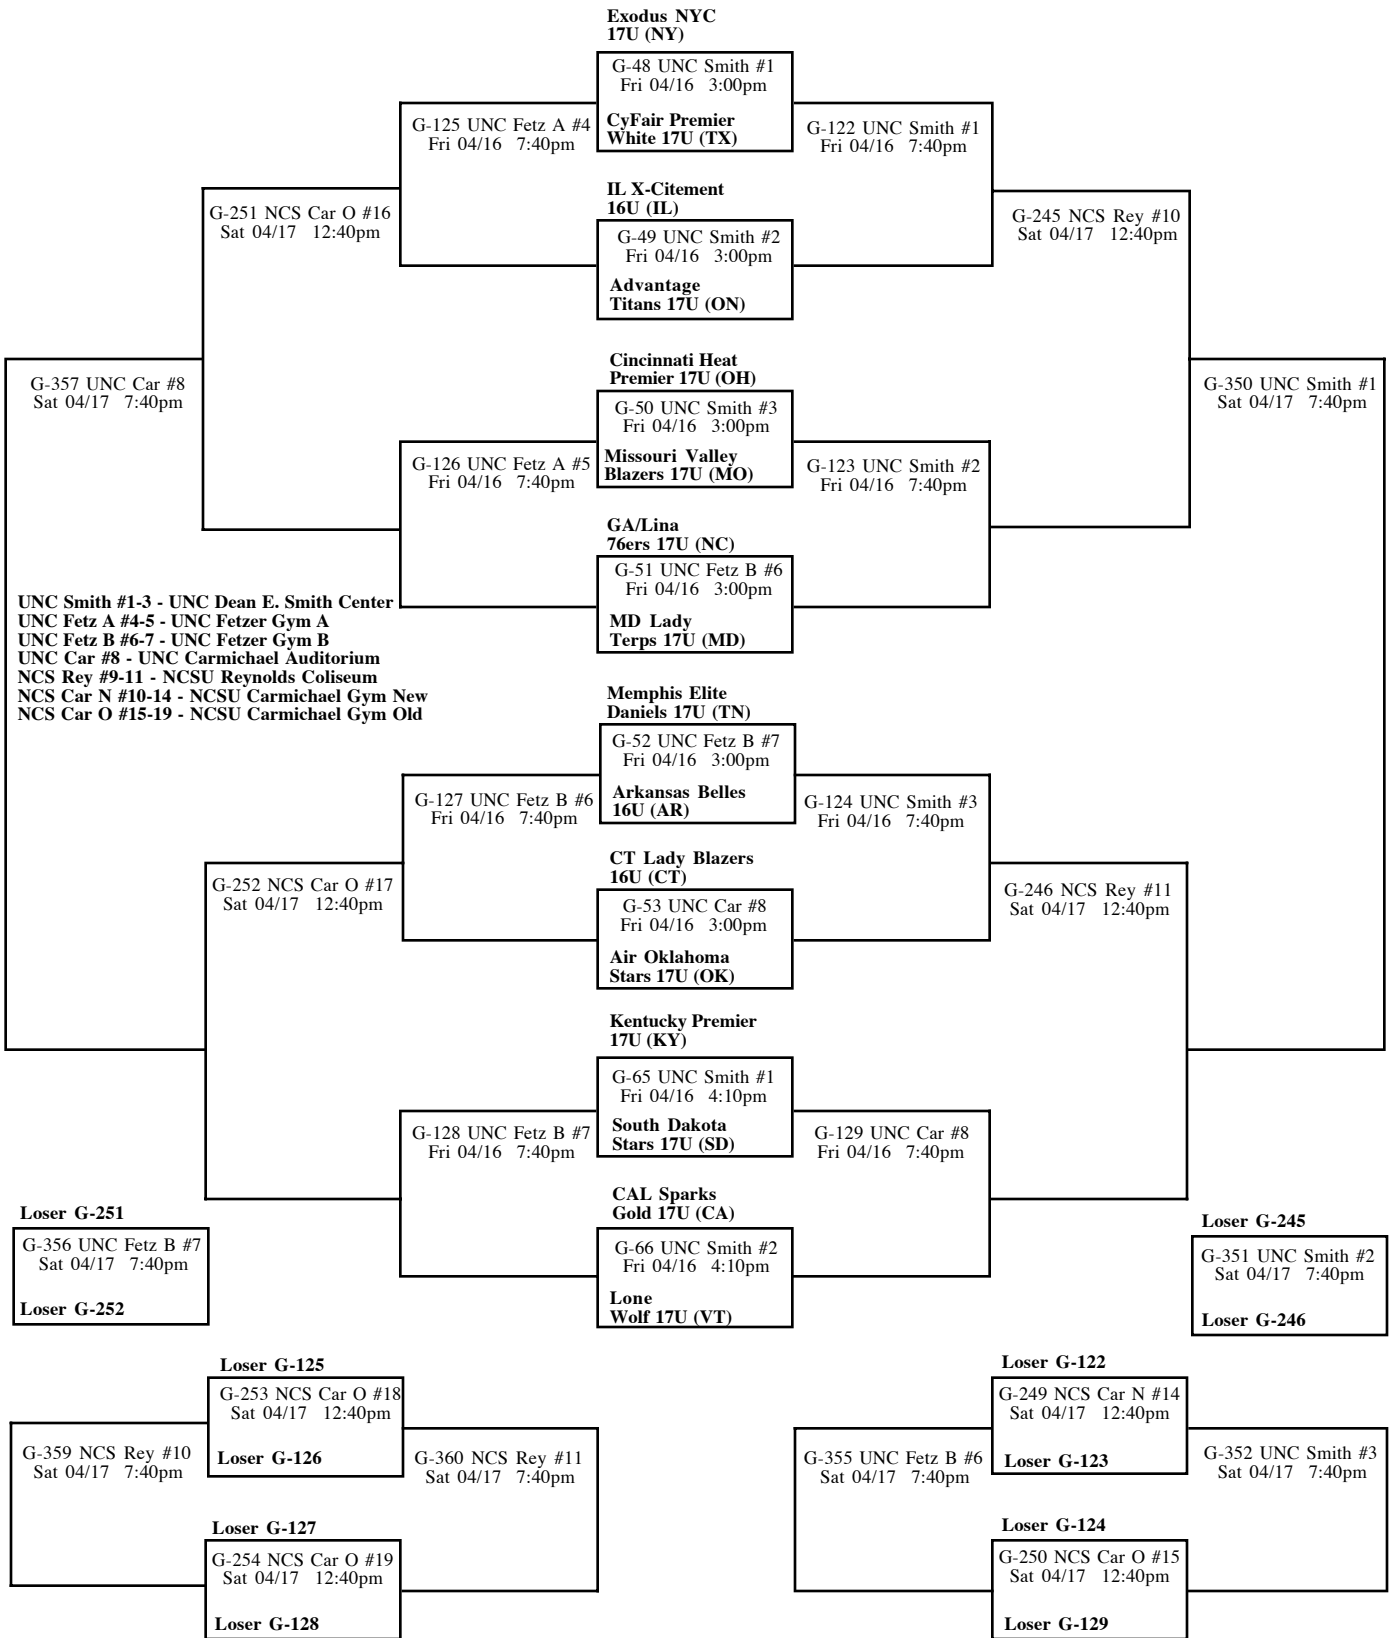 Exodus NYC
17U (NY)
G-48 UNC Smith #1
Fri 04/16 3:00pm
CyFair Premier
White 17U (TX)
G-125 UNC Fetz A #4
Fri 04/16 7:40pm
G-122 UNC Smith #1
Fri 04/16 7:40pm
IL X-Citement
16U (IL)
G-49 UNC Smith #2
Fri 04/16 3:00pm
Advantage
Titans 17U (ON)
G-251 NCS Car O #16
Sat 04/17 12:40pm
G-245 NCS Rey #10
Sat 04/17 12:40pm
Cincinnati Heat
Premier 17U (OH)
G-50 UNC Smith #3
Fri 04/16 3:00pm
Missouri Valley
Blazers 17U (MO)
G-357 UNC Car #8
Sat 04/17 7:40pm
G-350 UNC Smith #1
Sat 04/17 7:40pm
G-126 UNC Fetz A #5
Fri 04/16 7:40pm
G-123 UNC Smith #2
Fri 04/16 7:40pm
GA/Lina
76ers 17U (NC)
G-51 UNC Fetz B #6
Fri 04/16 3:00pm
MD Lady
Terps 17U (MD)
UNC Smith #1-3 - UNC Dean E. Smith Center
UNC Fetz A #4-5 - UNC Fetzer Gym A
UNC Fetz B #6-7 - UNC Fetzer Gym B
UNC Car #8 - UNC Carmichael Auditorium
NCS Rey #9-11 - NCSU Reynolds Coliseum
NCS Car N #10-14 - NCSU Carmichael Gym New
NCS Car O #15-19 - NCSU Carmichael Gym Old
Memphis Elite
Daniels 17U (TN)
G-52 UNC Fetz B #7
Fri 04/16 3:00pm
Arkansas Belles
16U (AR)
G-127 UNC Fetz B #6
Fri 04/16 7:40pm
G-124 UNC Smith #3
Fri 04/16 7:40pm
CT Lady Blazers
16U (CT)
G-53 UNC Car #8
Fri 04/16 3:00pm
Air Oklahoma
Stars 17U (OK)
G-252 NCS Car O #17
Sat 04/17 12:40pm
G-246 NCS Rey #11
Sat 04/17 12:40pm
Kentucky Premier
17U (KY)
G-65 UNC Smith #1
Fri 04/16 4:10pm
South Dakota
Stars 17U (SD)
G-128 UNC Fetz B #7
Fri 04/16 7:40pm
G-129 UNC Car #8
Fri 04/16 7:40pm
CAL Sparks
Gold 17U (CA)
G-66 UNC Smith #2
Fri 04/16 4:10pm
Lone
Wolf 17U (VT)
Loser G-251
G-356 UNC Fetz B #7
Sat 04/17 7:40pm
Loser G-252
Loser G-245
G-351 UNC Smith #2
Sat 04/17 7:40pm
Loser G-246
Loser G-125
G-253 NCS Car O #18
Sat 04/17 12:40pm
Loser G-126
G-359 NCS Rey #10
Sat 04/17 7:40pm
G-360 NCS Rey #11
Sat 04/17 7:40pm
Loser G-127
G-254 NCS Car O #19
Sat 04/17 12:40pm
Loser G-128
Loser G-122
G-249 NCS Car N #14
Sat 04/17 12:40pm
Loser G-123
G-355 UNC Fetz B #6
Sat 04/17 7:40pm
G-352 UNC Smith #3
Sat 04/17 7:40pm
Loser G-124
G-250 NCS Car O #15
Sat 04/17 12:40pm
Loser G-129